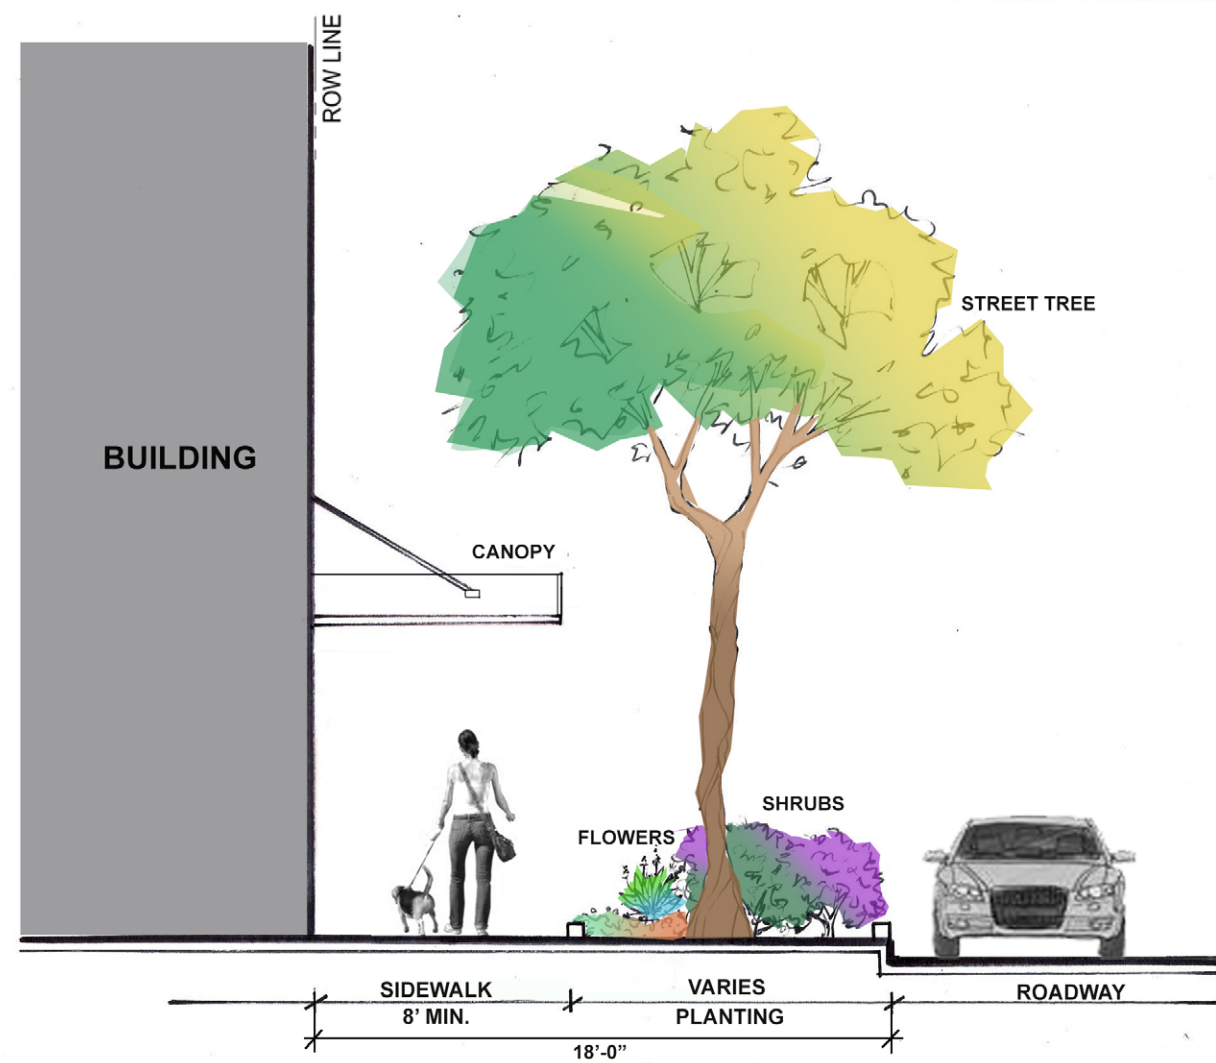 ROW LINE
STREET TREE
BUILDING
CANOPY
SHRUBS
FLOWERS
SIDEWALK
8’ MIN.
VARIES
PLANTING
ROADWAY
18’-0”